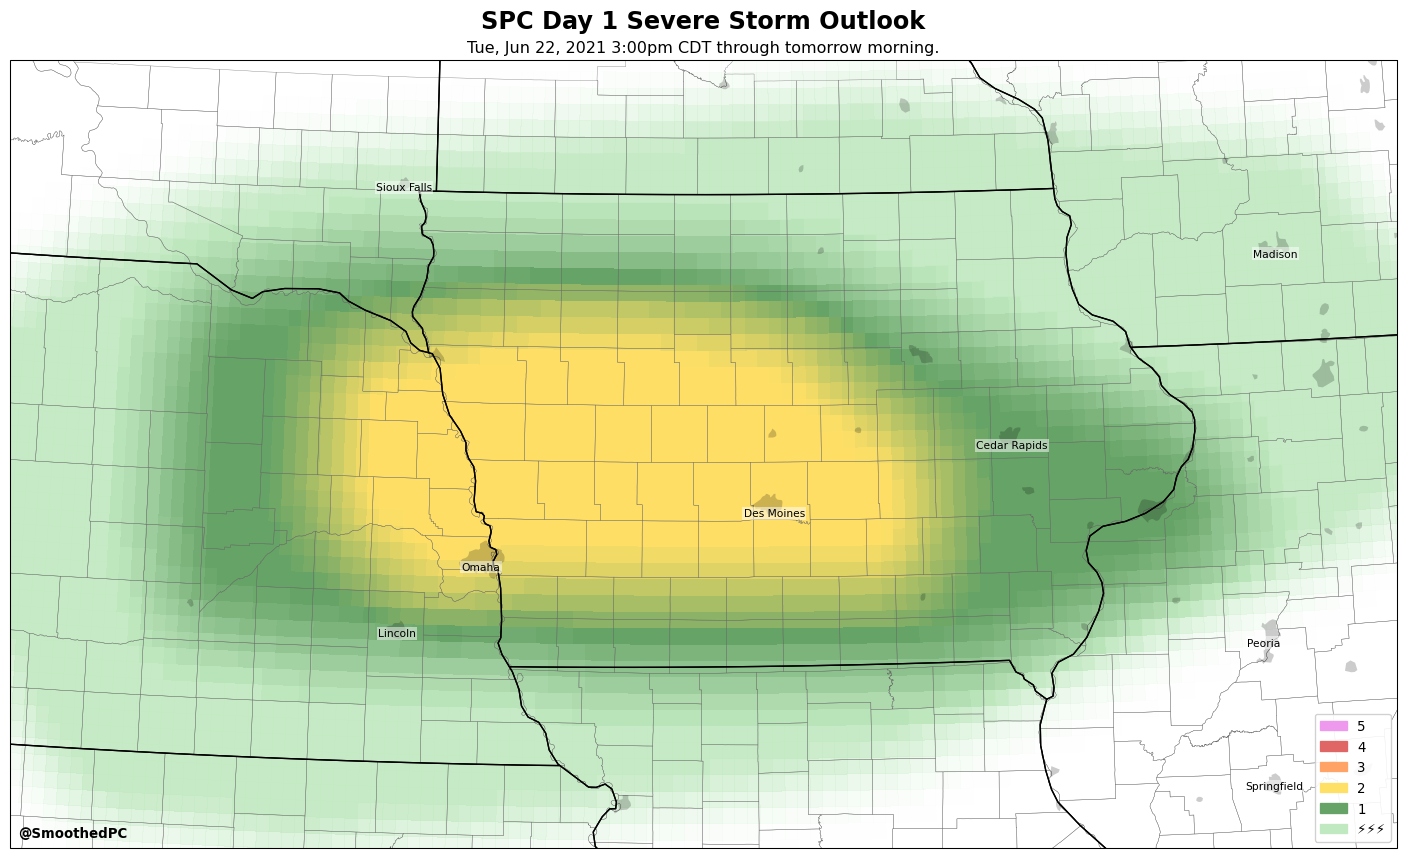 SPC Day 1 Severe Storm Outlook
Tue, Jun 22, 2021 3:00pm CDT through tomorrow morning.
Sioux Falls
Madison
Cedar Rapids
Des Moines
Omaha
Lincoln
Peoria
5
4
3
2
Springfield
1
⚡⚡⚡
@SmoothedPC